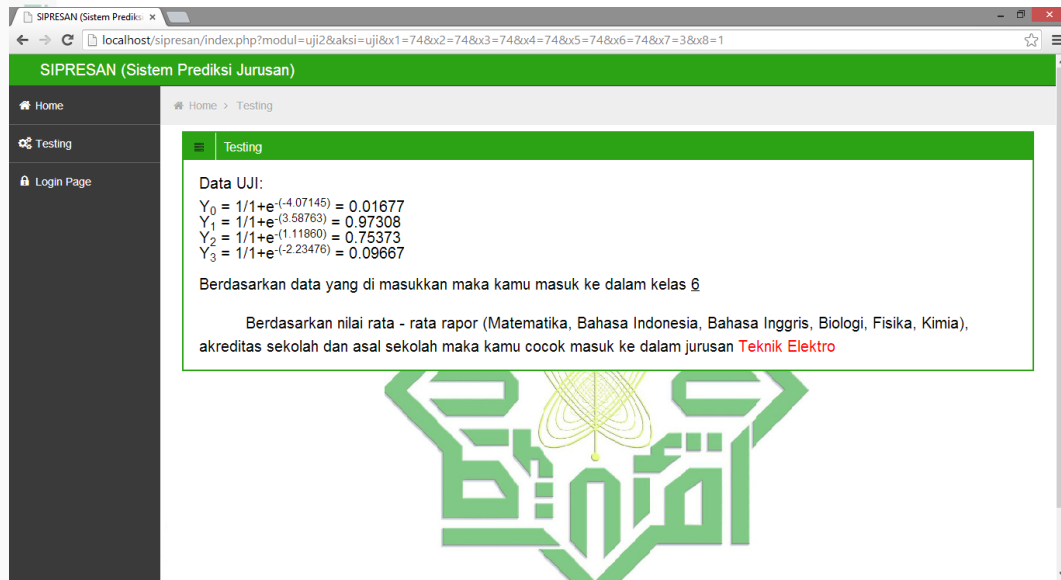 SIPRESAN (Sistem Prediks
localhost/sipresan/index.php?modul=uji2&aksi=uji&x1=74&x2=74&x3=74&x4=74&x5=74&x6=74&x7=3&x8=1
SIPRESAN (Sistem Prediksi Jurusan)
Home
Home > Testing
Testing
Testing
Login Page
Data UJI:
Y₀ = 1/1+e^-(-4.07145) = 0.01677
Y₁ = 1/1+e^-(3.58763) = 0.97308
Y₂ = 1/1+e^-(1.11860) = 0.75373
Y₃ = 1/1+e^-(-2.23476) = 0.09667
Berdasarkan data yang di masukkan maka kamu masuk ke dalam kelas 6
Berdasarkan nilai rata - rata rapor (Matematika, Bahasa Indonesia, Bahasa Inggris, Biologi, Fisika, Kimia),
akreditas sekolah dan asal sekolah maka kamu cocok masuk ke dalam jurusan Teknik Elektro